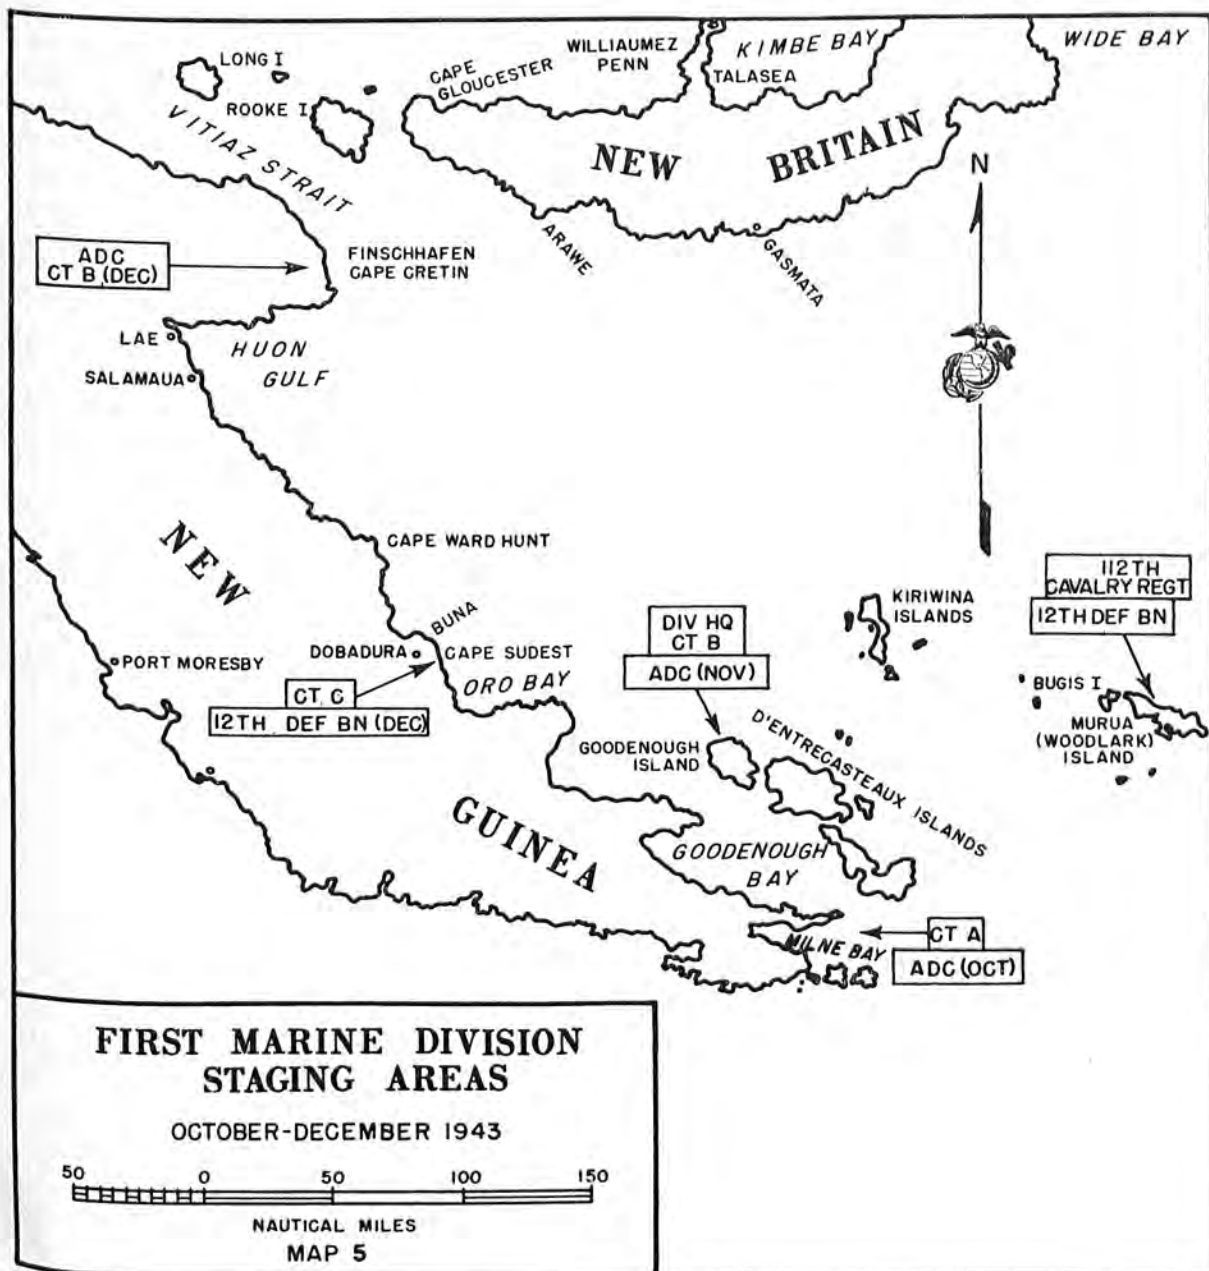 LONG I
ROOKE I
VITIAZ STRAIT
CAPE
GLOUCESTER
WILLIAUMEZ
PENN
KIMBE BAY
TALASEA
WIDE BAY
NEW BRITAIN
N
ARAWE
GASMATA
ADC
CT B (DEC)
FINSCHHAFEN
CAPE CRETIN
LAE
SALAMAUA
HUON
GULF
NEW
GUINEA
CAPE WARD HUNT
BUNA
DOBADURA
CAPE SUDEST
ORO BAY
PORT MORESBY
CT C
12TH DEF BN (DEC)
DIV HQ
CT B
ADC (NOV)
GOODENOUGH
ISLAND
D'ENTRECASTEAUX ISLANDS
KIRIWINA
ISLANDS
112TH
CAVALRY REGT
12TH DEF BN
BUGIS I
MURUA
(WOODLARK)
ISLAND
GOODENOUGH
BAY
MILNE BAY
CT A
ADC (OCT)
FIRST MARINE DIVISION
STAGING AREAS
OCTOBER-DECEMBER 1943
50 0 50 100 150
NAUTICAL MILES
MAP 5